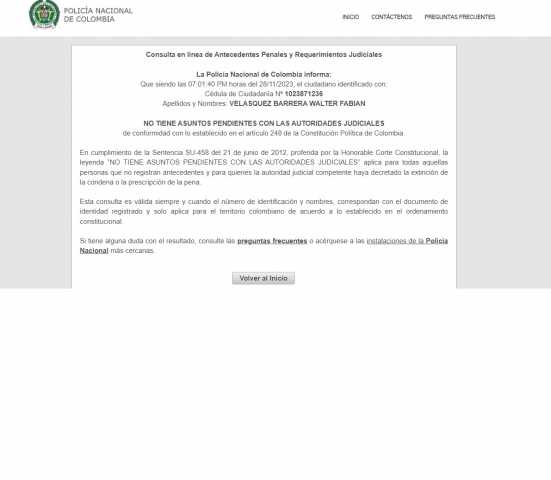 POLICÍA NACIONAL
DE COLOMBIA
INICIO CONTÁCTENOS PREGUNTAS FRECUENTES
Consulta en línea de Antecedentes Penales y Requerimientos Judiciales
La Policía Nacional de Colombia informa:
Que siendo las 07:01:40 PM horas del 28/11/2023, el ciudadano identificado con:
Cédula de Ciudadanía Nº 1023871236
Apellidos y Nombres: VELASQUEZ BARRERA WALTER FABIAN
NO TIENE ASUNTOS PENDIENTES CON LAS AUTORIDADES JUDICIALES
de conformidad con lo establecido en el artículo 248 de la Constitución Política de Colombia.
En cumplimiento de la Sentencia SU-458 del 21 de junio de 2012, proferida por la Honorable Corte Constitucional, la
leyenda "NO TIENE ASUNTOS PENDIENTES CON LAS AUTORIDADES JUDICIALES" aplica para todas aquellas
personas que no registran antecedentes y para quienes la autoridad judicial competente haya decretado la extinción de
la condena o la prescripción de la pena.
Esta consulta es válida siempre y cuando el número de identificación y nombres, correspondan con el documento de
identidad registrado y solo aplica para el territorio colombiano de acuerdo a lo establecido en el ordenamiento
constitucional.
Si tiene alguna duda con el resultado, consulte las preguntas frecuentes o acérquese a las instalaciones de la Policía
Nacional más cercanas.
Volver al Inicio